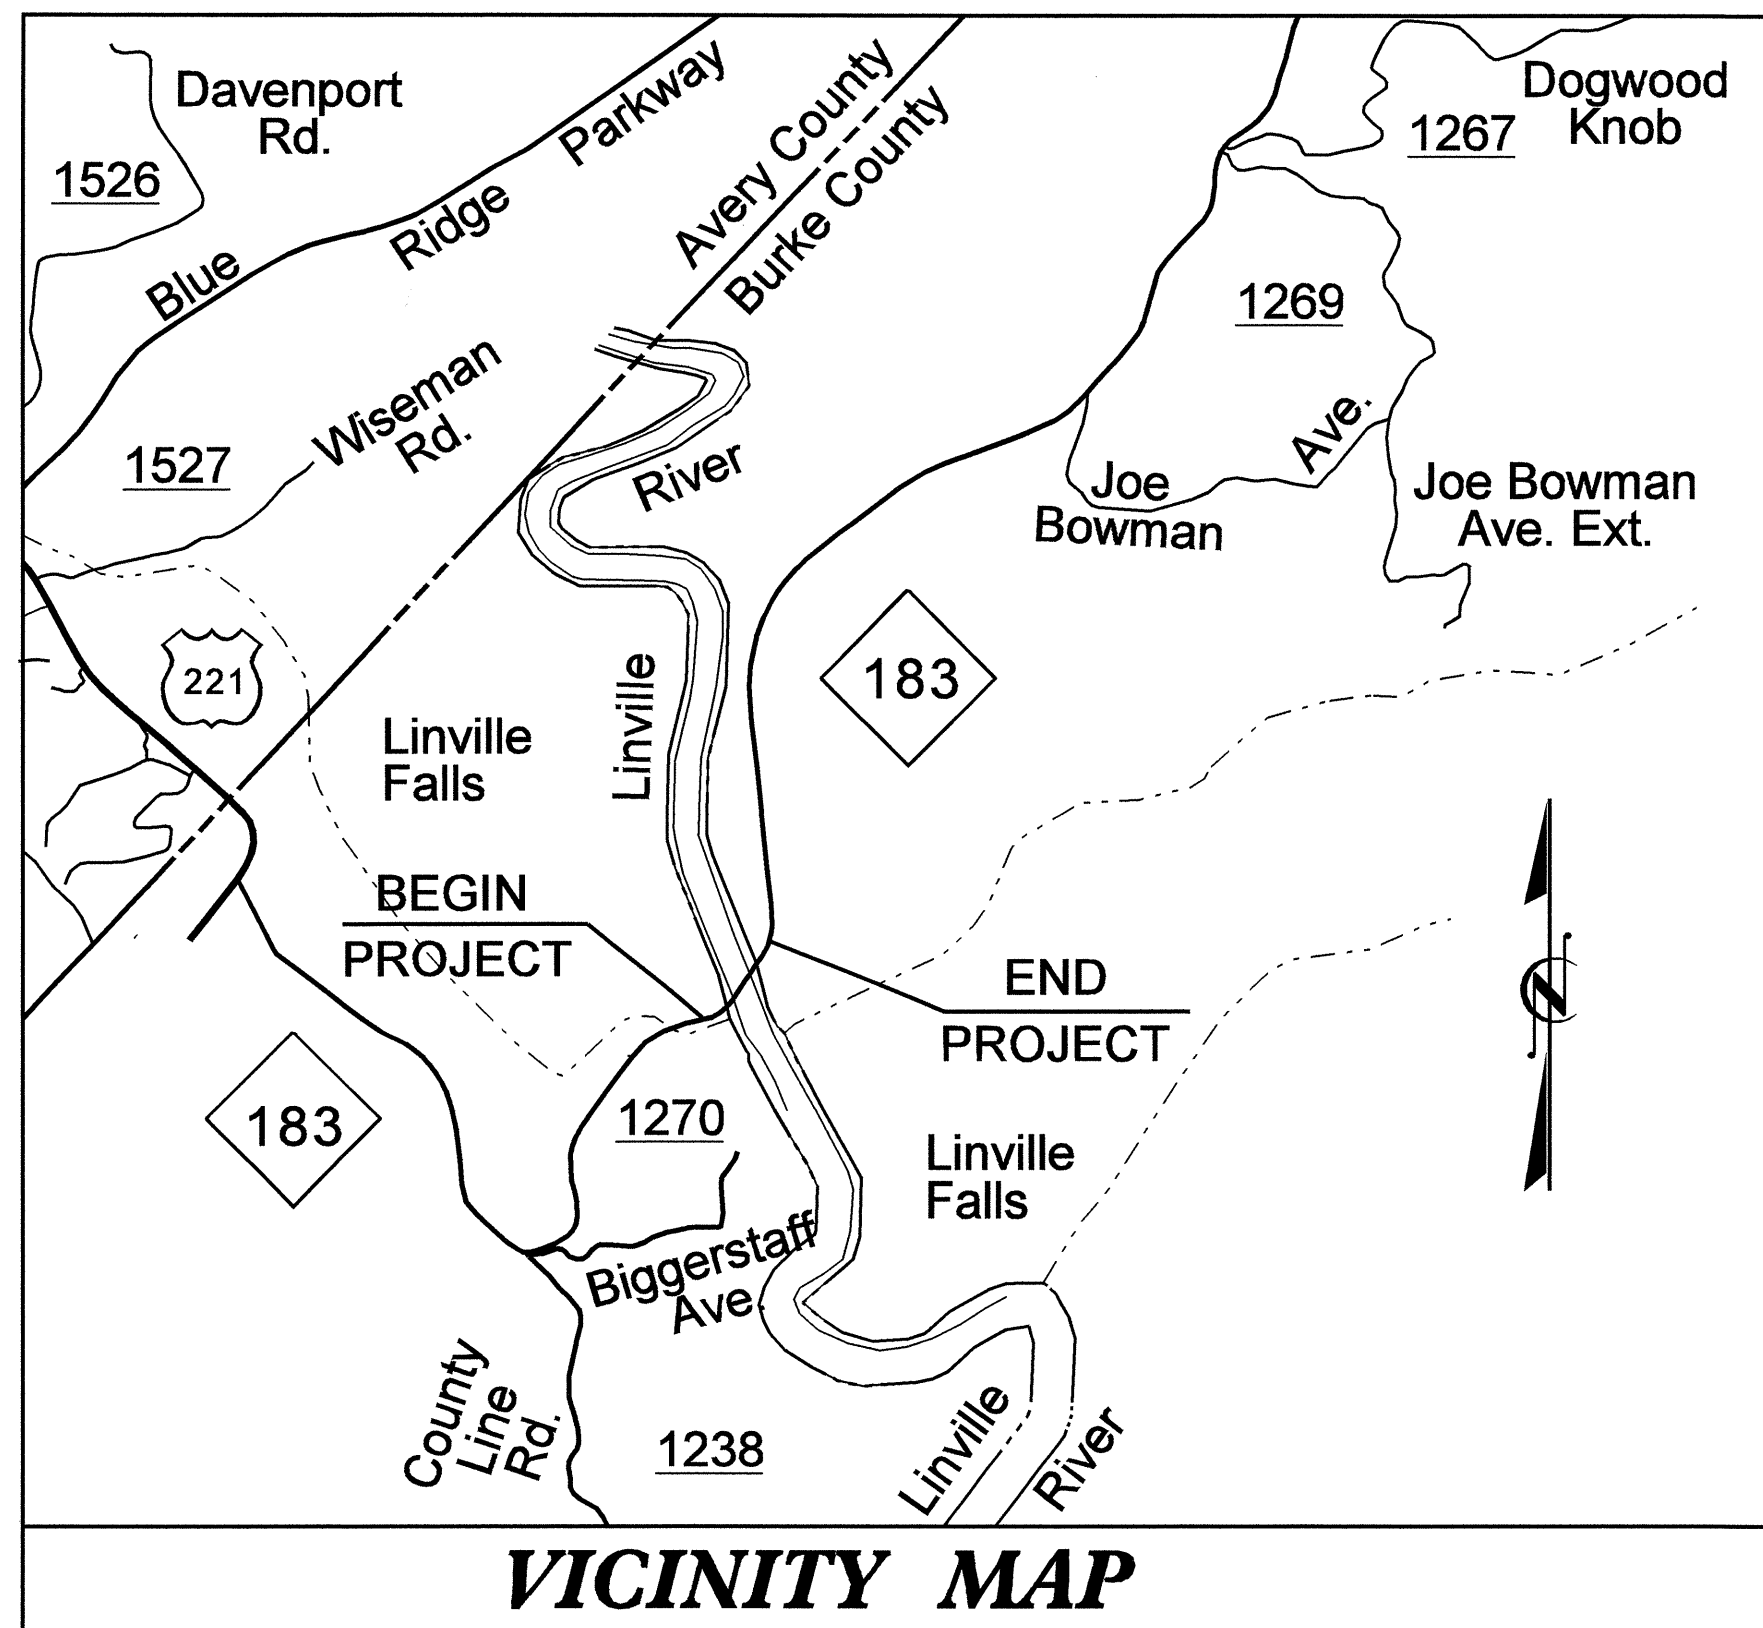 Davenport
Rd.
1526
Blue Ridge Parkway
Avery County
Burke County
Dogwood
Knob
1267
1269
Wiseman
Rd.
1527
River
Linville
Joe
Bowman
Ave.
Joe Bowman
Ave. Ext.
221
183
Linville
Falls
BEGIN
PROJECT
END
PROJECT
N
183
1270
Linville
Falls
Biggerstaff
Ave.
County
Line
Rd.
1238
Linville
River
VICINITY MAP